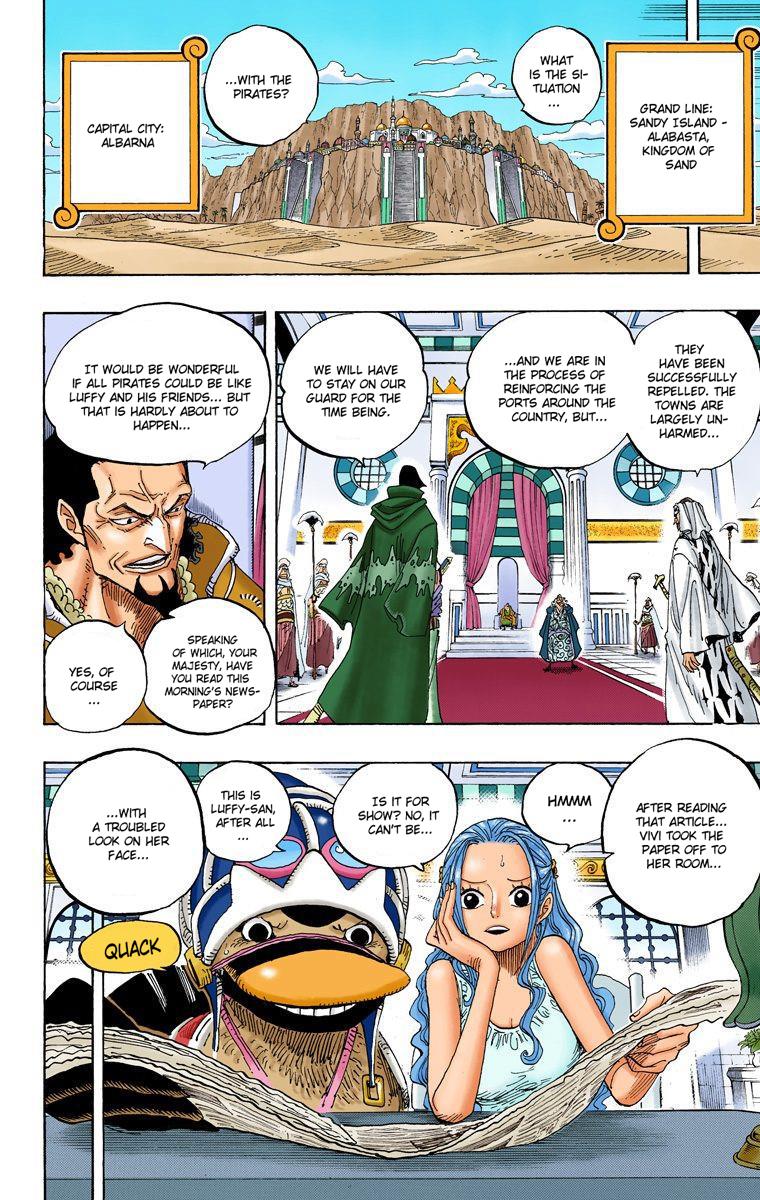 GRAND LINE:
SANDY ISLAND -
ALABASTA,
KINGDOM OF
SAND
WHAT
IS THE SI-
TUATION
...
...WITH THE
PIRATES?
CAPITAL CITY:
ALBARNA
THEY
HAVE BEEN
SUCCESSFULLY
REPELLED. THE
TOWNS ARE
LARGELY UN-
HARMED...
...AND WE ARE IN
THE PROCESS OF
REINFORCING THE
PORTS AROUND THE
COUNTRY, BUT...
WE WILL HAVE
TO STAY ON OUR
GUARD FOR THE
TIME BEING.
IT WOULD BE WONDERFUL
IF ALL PIRATES COULD BE LIKE
LUFFY AND HIS FRIENDS... BUT
THAT IS HARDLY ABOUT TO
HAPPEN...
SPEAKING
OF WHICH, YOUR
MAJESTY, HAVE
YOU READ THIS
MORNING'S NEWS-
PAPER?
YES, OF
COURSE
...
AFTER READING
THAT ARTICLE...
VIVI TOOK THE
PAPER OFF TO
HER ROOM...
HMMM
...
IS IT FOR
SHOW? NO, IT
CAN'T BE...
THIS IS
LUFFY-SAN,
AFTER ALL
...
...WITH
A TROUBLED
LOOK ON HER
FACE...
QUACK